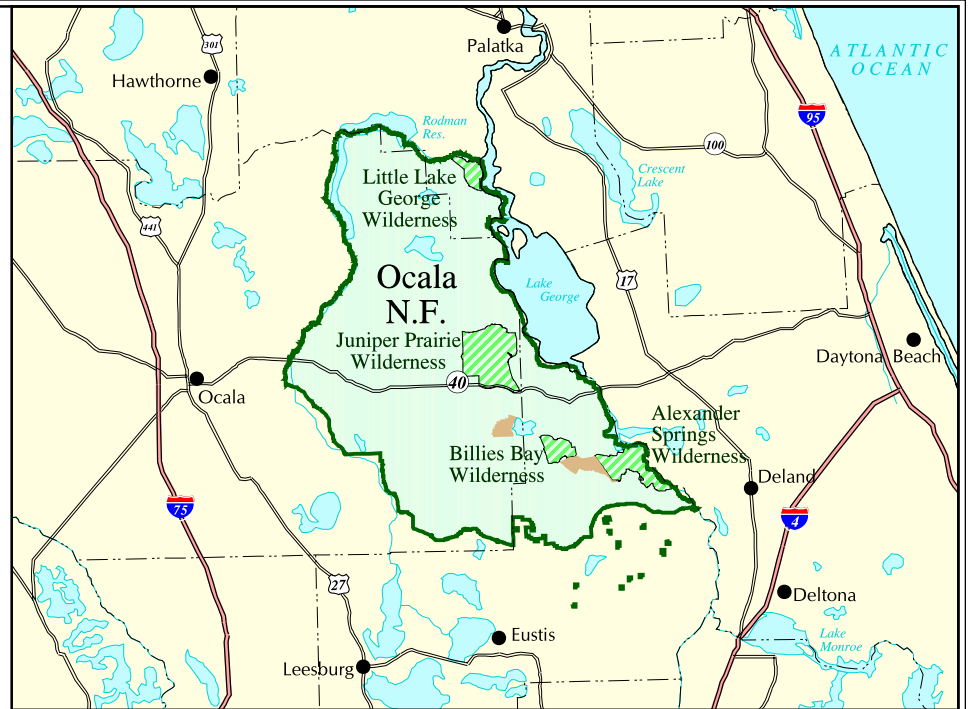 Palatka
301
Hawthorne
ATLANTIC
OCEAN
95
Rodman
Res.
100
Crescent
Lake
Little Lake
George
Wilderness
441
Ocala
N.F.
Lake
George
17
Juniper Prairie
Wilderness
Daytona Beach
40
Ocala
Alexander
Springs
Wilderness
Billies Bay
Wilderness
Deland
75
4
27
Deltona
Eustis
Lake
Monroe
Leesburg